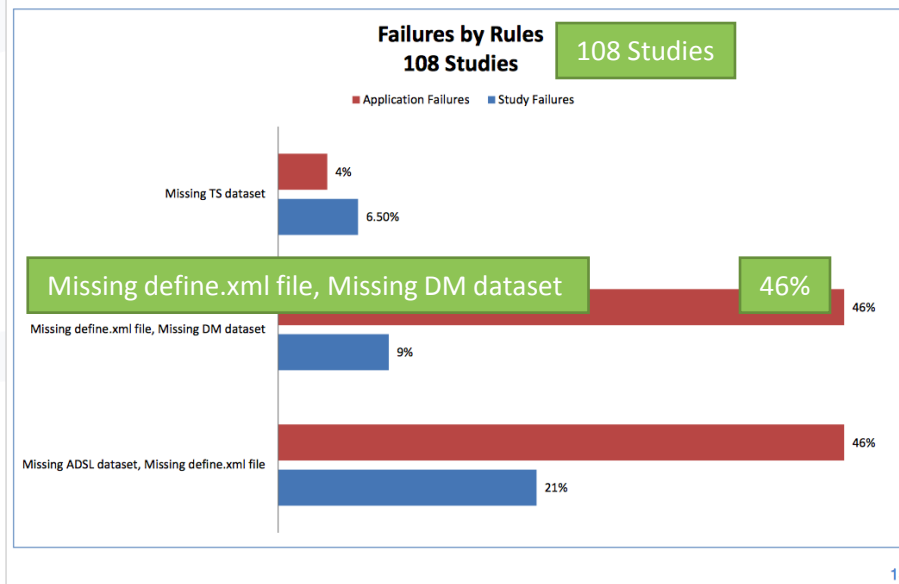 Failures by Rules
108 Studies
108 Studies
Application Failures Study Failures
Missing TS dataset
4%
6.50%
Missing define.xml file, Missing DM dataset
46%
Missing define.xml file, Missing DM dataset
46%
9%
Missing ADSL dataset, Missing define.xml file
46%
21%
1